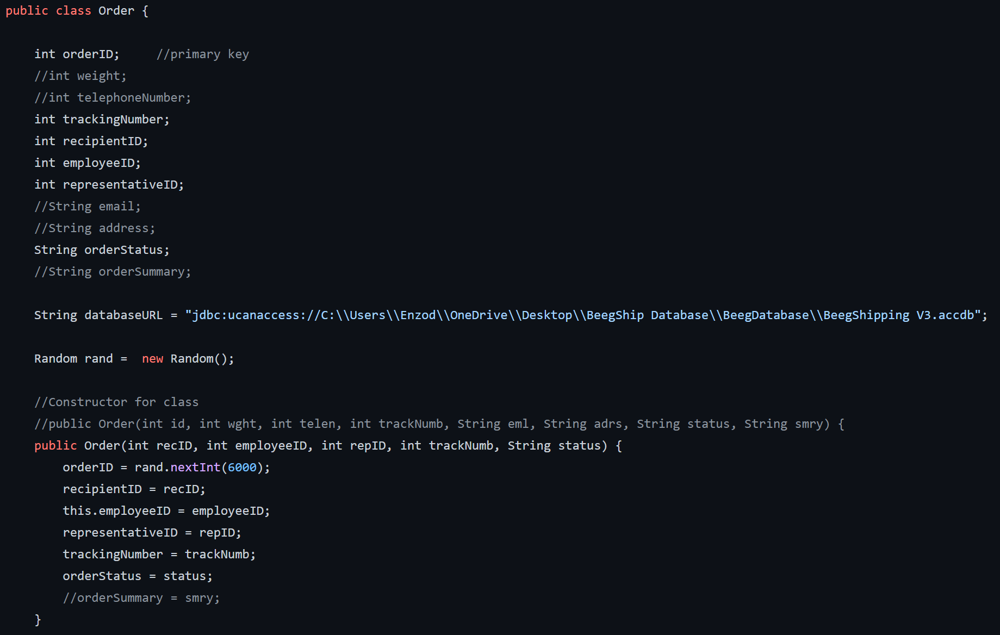 public class Order {
int orderID;     //primary key
//int weight;
//int telephoneNumber;
int trackingNumber;
int recipientID;
int employeeID;
int representativeID;
//String email;
//String address;
String orderStatus;
//String orderSummary;
String databaseURL = "jdbc:ucanaccess://C:\\Users\\Enzod\\OneDrive\\Desktop\\BeegShip Database\\BeegDatabase\\BeegShipping V3.accdb";
Random rand =  new Random();
//Constructor for class
//public Order(int id, int wght, int telen, int trackNumb, String eml, String adrs, String status, String smry) {
public Order(int recID, int employeeID, int repID, int trackNumb, String status) {
orderID = rand.nextInt(6000);
recipientID = recID;
this.employeeID = employeeID;
representativeID = repID;
trackingNumber = trackNumb;
orderStatus = status;
//orderSummary = smry;
}